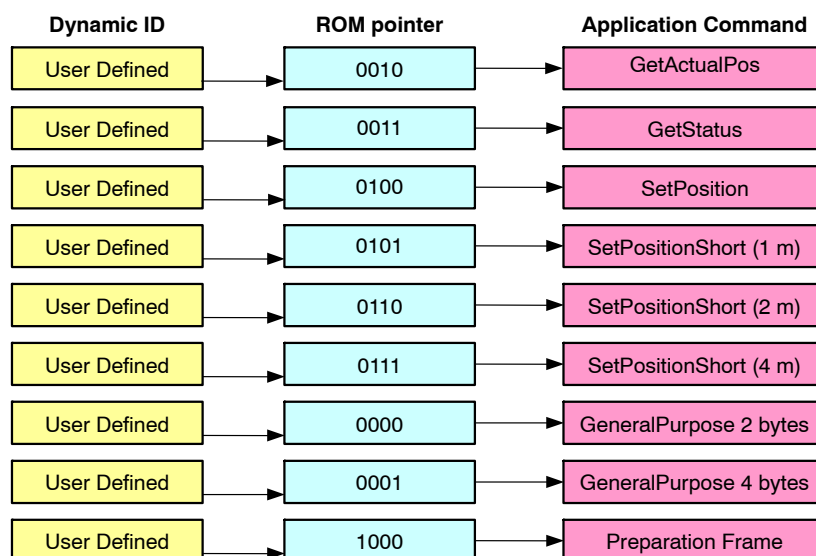 Dynamic ID ROM pointer Application Command
User Defined 0010 GetActualPos
User Defined 0011 GetStatus
User Defined 0100 SetPosition
User Defined 0101 SetPositionShort (1 m)
User Defined 0110 SetPositionShort (2 m)
User Defined 0111 SetPositionShort (4 m)
User Defined 0000 GeneralPurpose 2 bytes
User Defined 0001 GeneralPurpose 4 bytes
User Defined 1000 Preparation Frame